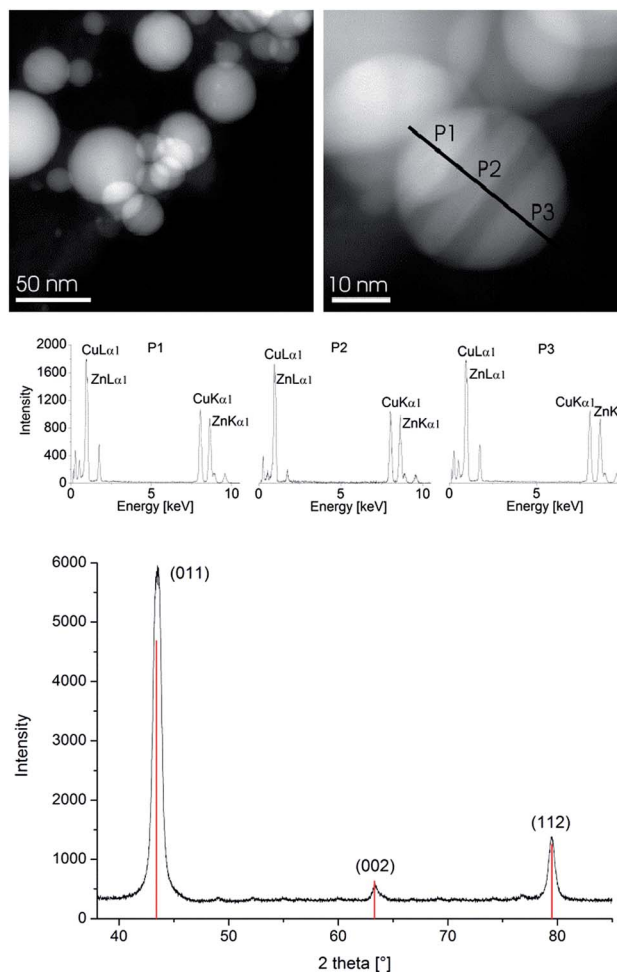 50 nm
P1
P2
P3
10 nm
P1
P2
P3
2000
1600
1200
800
400
0
Intensity
CuLα1
ZnLα1
CuKα1
ZnKα1
0
5
10
Energy [keV]
CuLα1
ZnLα1
CuKα1
ZnKα1
0
5
10
Energy [keV]
CuLα1
ZnLα1
CuKα1
ZnK
0
5
Energy [keV]
6000
5000
4000
3000
2000
1000
0
Intensity
(011)
(002)
(112)
40
50
60
70
80
2 theta [°]